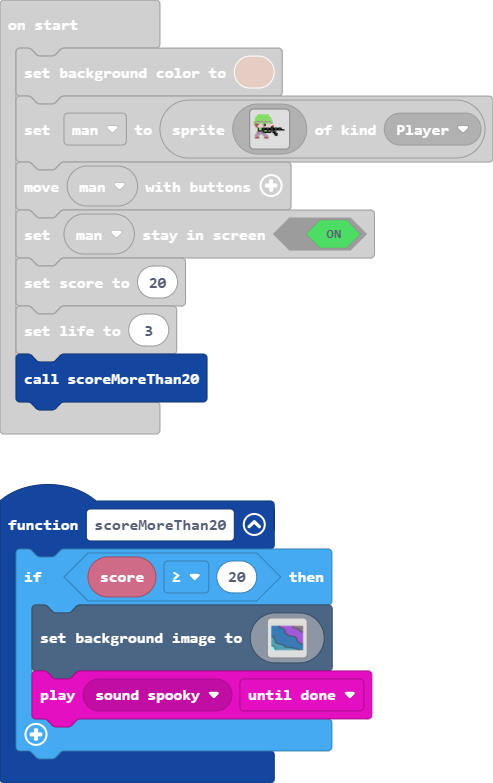 on start
set background color to
set man to sprite of kind Player
move man with buttons
set man stay in screen ON
set score to 20
set life to 3
call scoreMoreThan20
function scoreMoreThan20
if score ≥ 20 then
set background image to
play sound spooky until done